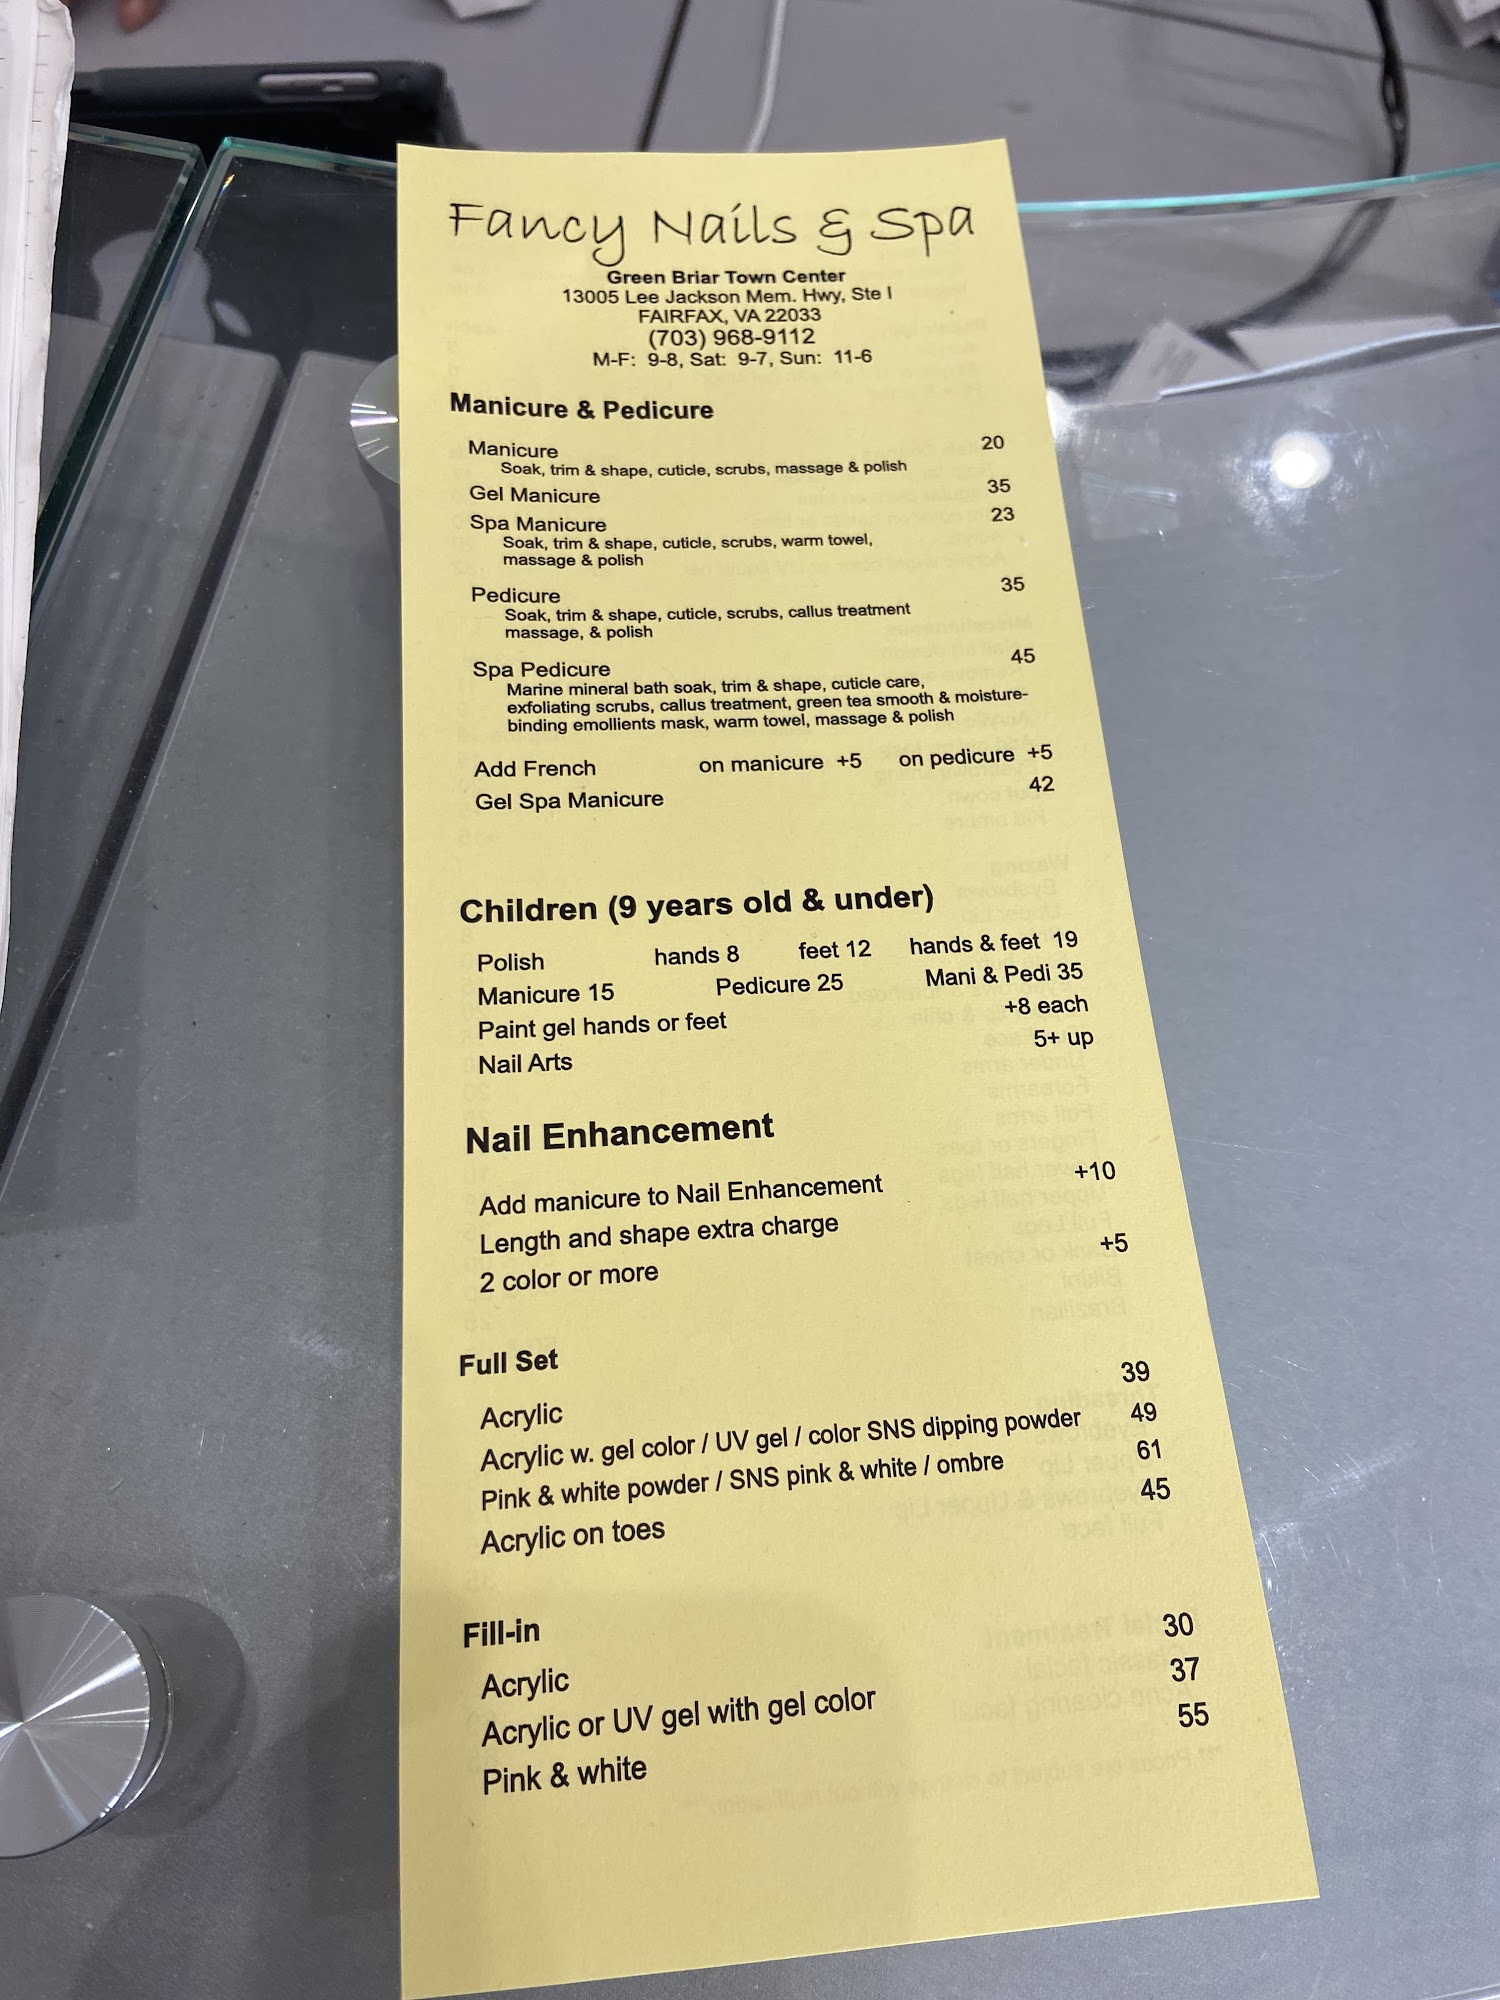 Fancy Nails & Spa
Green Briar Town Center
13005 Lee Jackson Mem. Hwy, Ste I
FAIRFAX, VA 22033
(703) 968-9112
M-F: 9-8, Sat: 9-7, Sun: 11-6
Manicure & Pedicure
Manicure 20
Soak, trim & shape, cuticle, scrubs, massage & polish
Gel Manicure 35
Spa Manicure 23
Soak, trim & shape, cuticle, scrubs, warm towel,
massage & polish
Pedicure 35
Soak, trim & shape, cuticle, scrubs, callus treatment
massage, & polish
Spa Pedicure 45
Marine mineral bath soak, trim & shape, cuticle care,
exfoliating scrubs, callus treatment, green tea smooth & moisture-
binding emollients mask, warm towel, massage & polish
Add French on manicure +5 on pedicure +5
Gel Spa Manicure 42
Children (9 years old & under)
Polish hands 8 feet 12 hands & feet 19
Manicure 15 Pedicure 25 Mani & Pedi 35
Paint gel hands or feet +8 each
Nail Arts 5+ up
Nail Enhancement
Add manicure to Nail Enhancement +10
Length and shape extra charge
2 color or more +5
Full Set
Acrylic 39
Acrylic w. gel color / UV gel / color SNS dipping powder 49
Pink & white powder / SNS pink & white / ombre 61
Acrylic on toes 45
Fill-in
Acrylic 30
Acrylic or UV gel with gel color 37
Pink & white 55